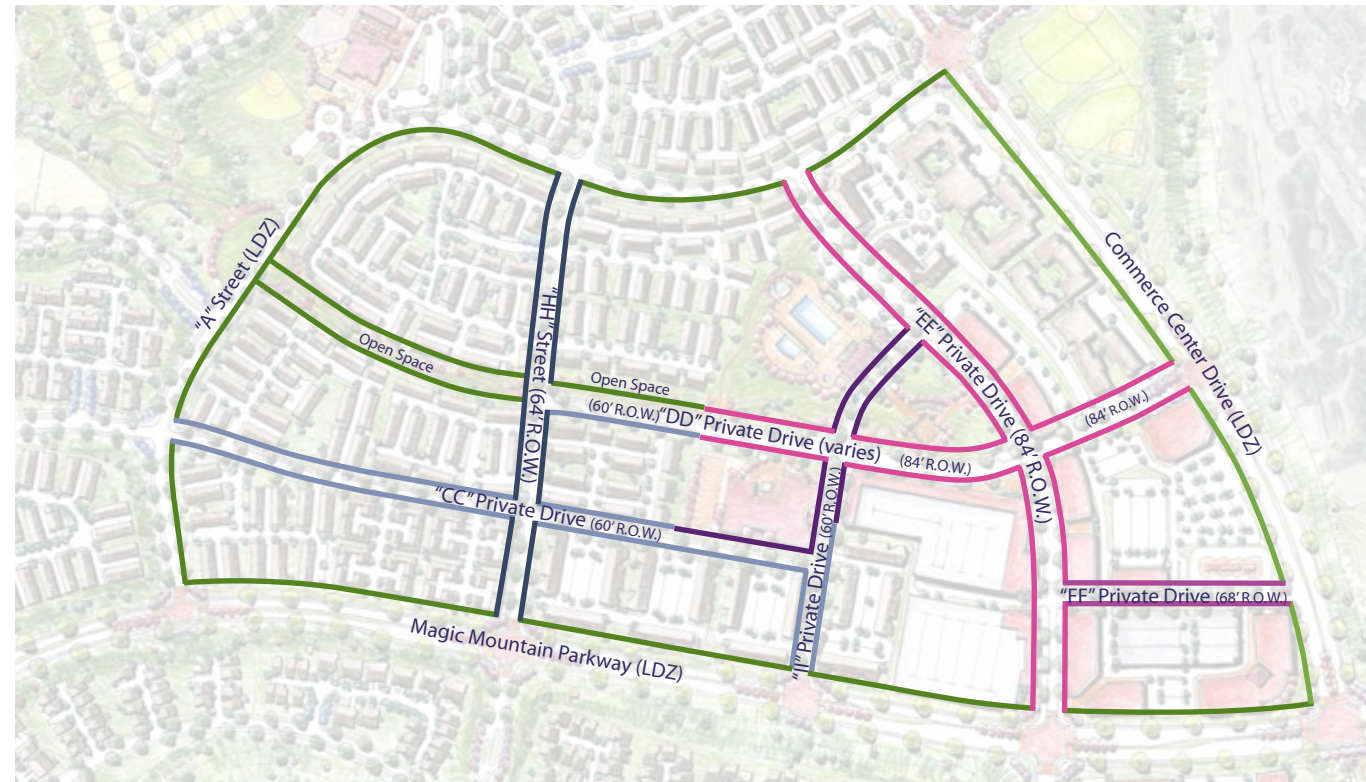 "A" Street (LDZ)
Open Space
"HH" Street (64' R.O.W.)
Open Space
(60' R.O.W.) "DD" Private Drive (varies)
(84' R.O.W.)
"EE" Private Drive (84' R.O.W.)
Commerce Center Drive (LDZ)
(84' R.O.W.)
"CC" Private Drive (60' R.O.W.)
"II" Private Drive (60' R.O.W.)
"FF" Private Drive (68' R.O.W.)
Magic Mountain Parkway (LDZ)